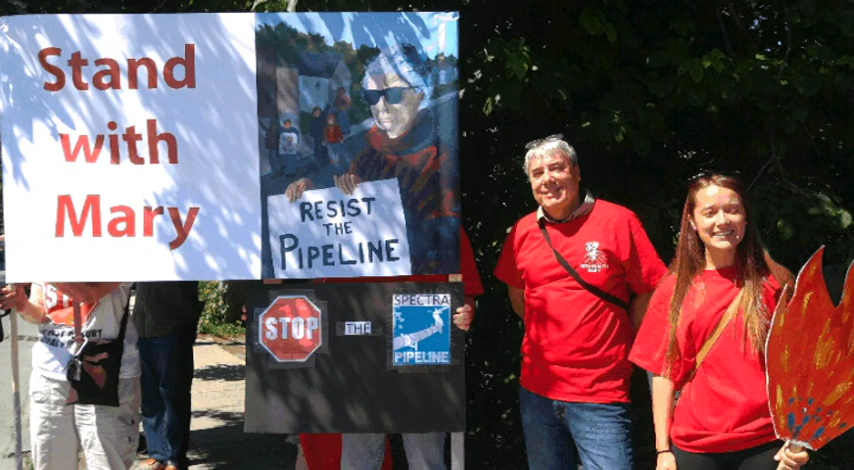 Stand
with
Mary
RESIST
THE
PIPELINE
STOP
THE
SPECTRA
PIPELINE